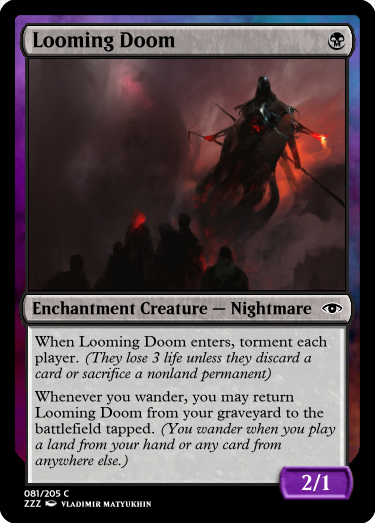 Looming Doom
Enchantment Creature — Nightmare
When Looming Doom enters, torment each
player. (They lose 3 life unless they discard a
card or sacrifice a nonland permanent)
Whenever you wander, you may return
Looming Doom from your graveyard to the
battlefield tapped. (You wander when you play
a land from your hand or any card from
anywhere else.)
2/1
081/205 C
ZZZ VLADIMIR MATYUKHIN